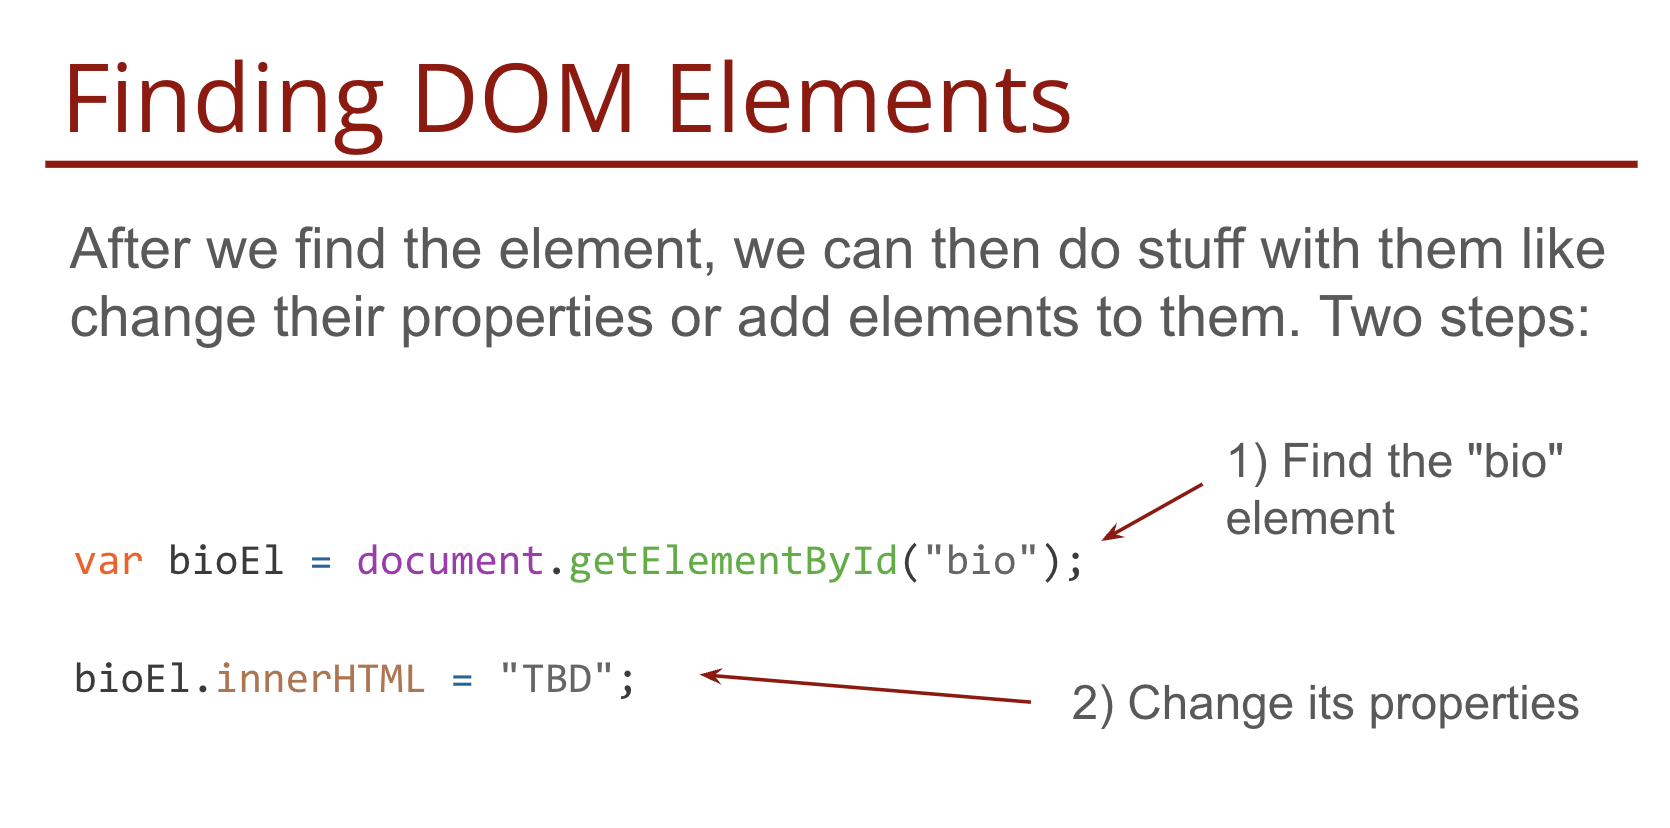 Finding DOM Elements
After we find the element, we can then do stuff with them like
change their properties or add elements to them. Two steps:
1) Find the "bio"
element
var bioEl = document.getElementById("bio");
bioEl.innerHTML = "TBD";
2) Change its properties